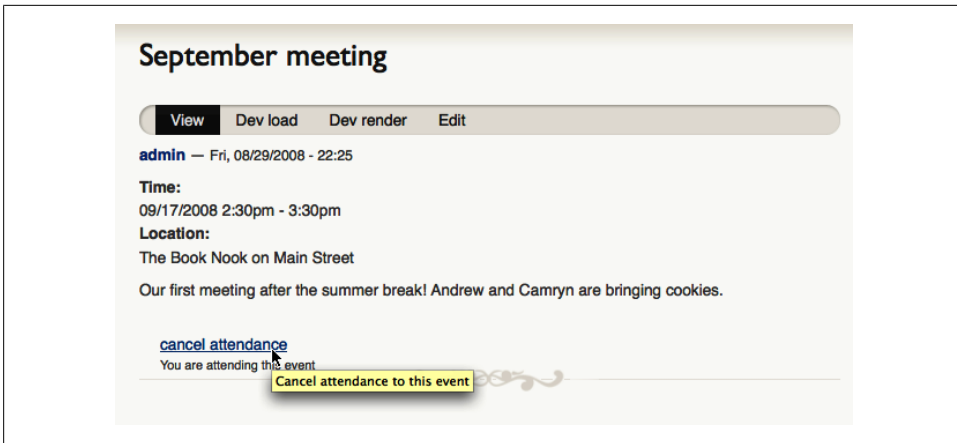 September meeting
View Dev load Dev render Edit
admin — Fri, 08/29/2008 - 22:25
Time:
09/17/2008 2:30pm - 3:30pm
Location:
The Book Nook on Main Street
Our first meeting after the summer break! Andrew and Camryn are bringing cookies.
cancel attendance
You are attending this event
Cancel attendance to this event